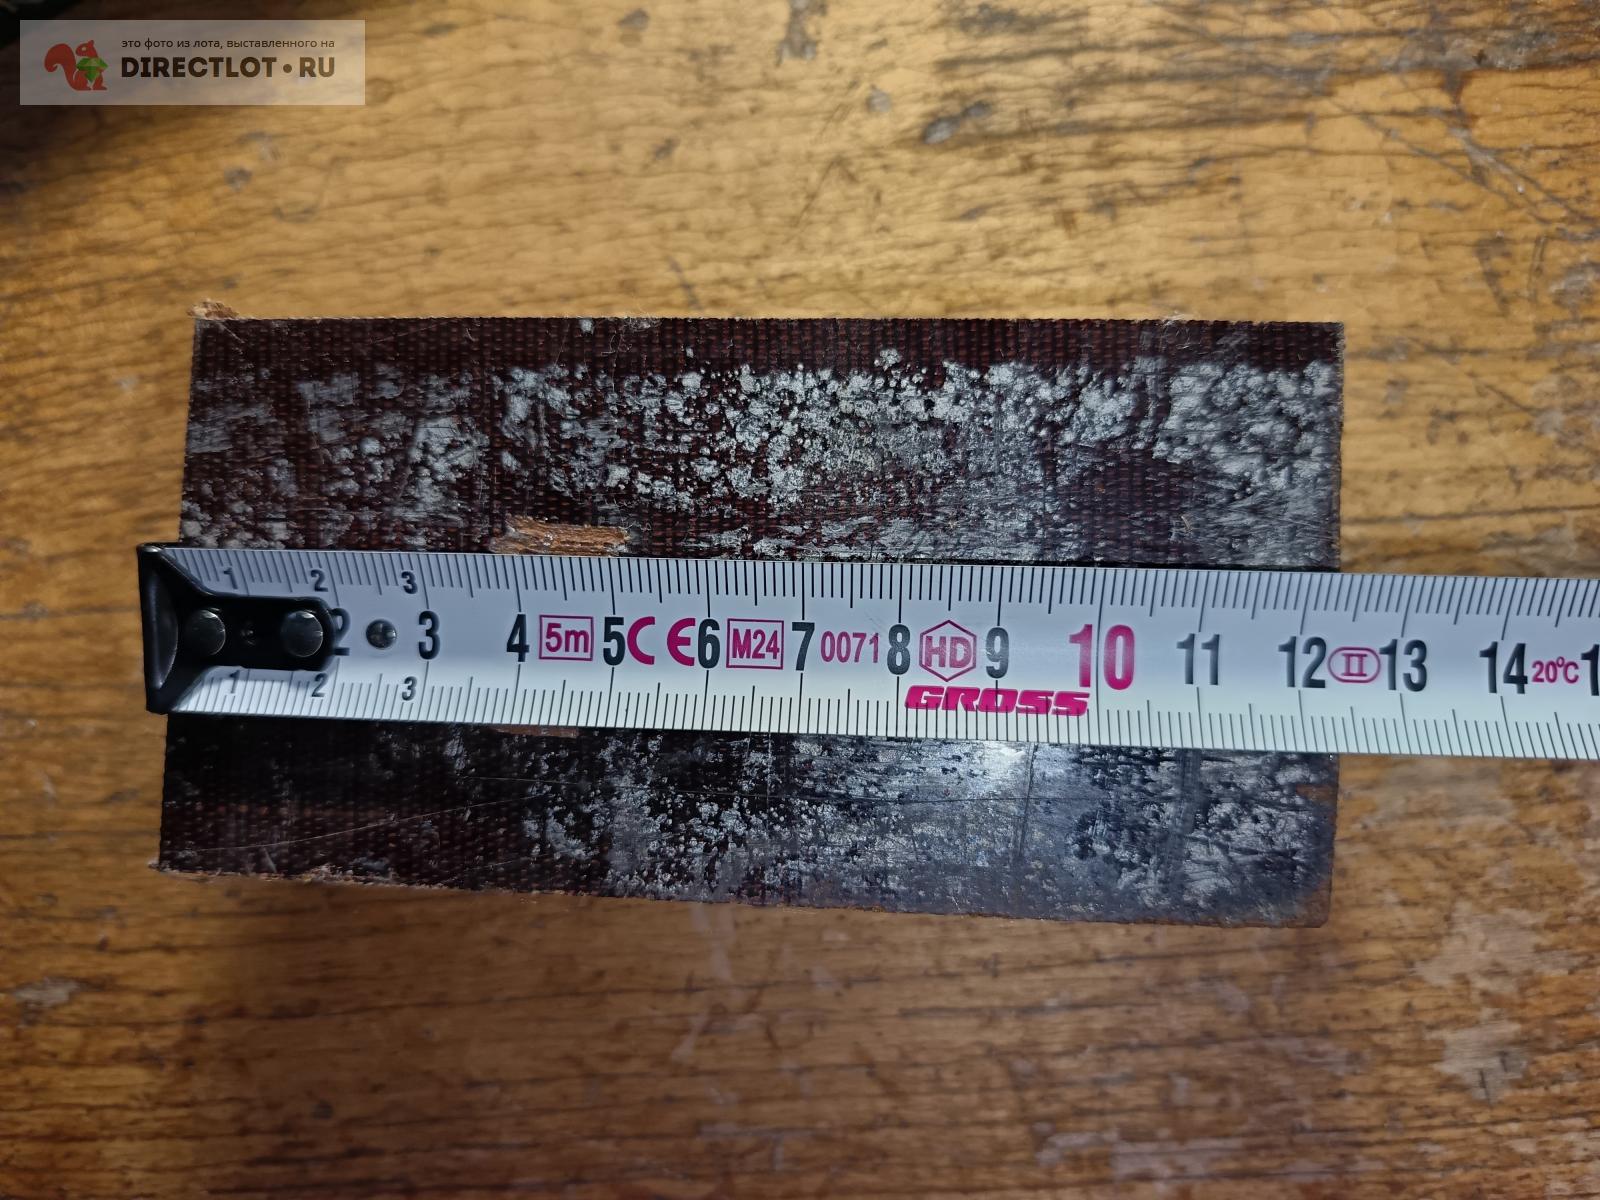 это фото из лота, выставленного на
DIRECTLOT•RU
1 2 3
2 3 4 5m 5 CE 6 M24 7 0071 8 HD 9 10 11 12 II 13 14 20°C 1
GROSS
1 2 3